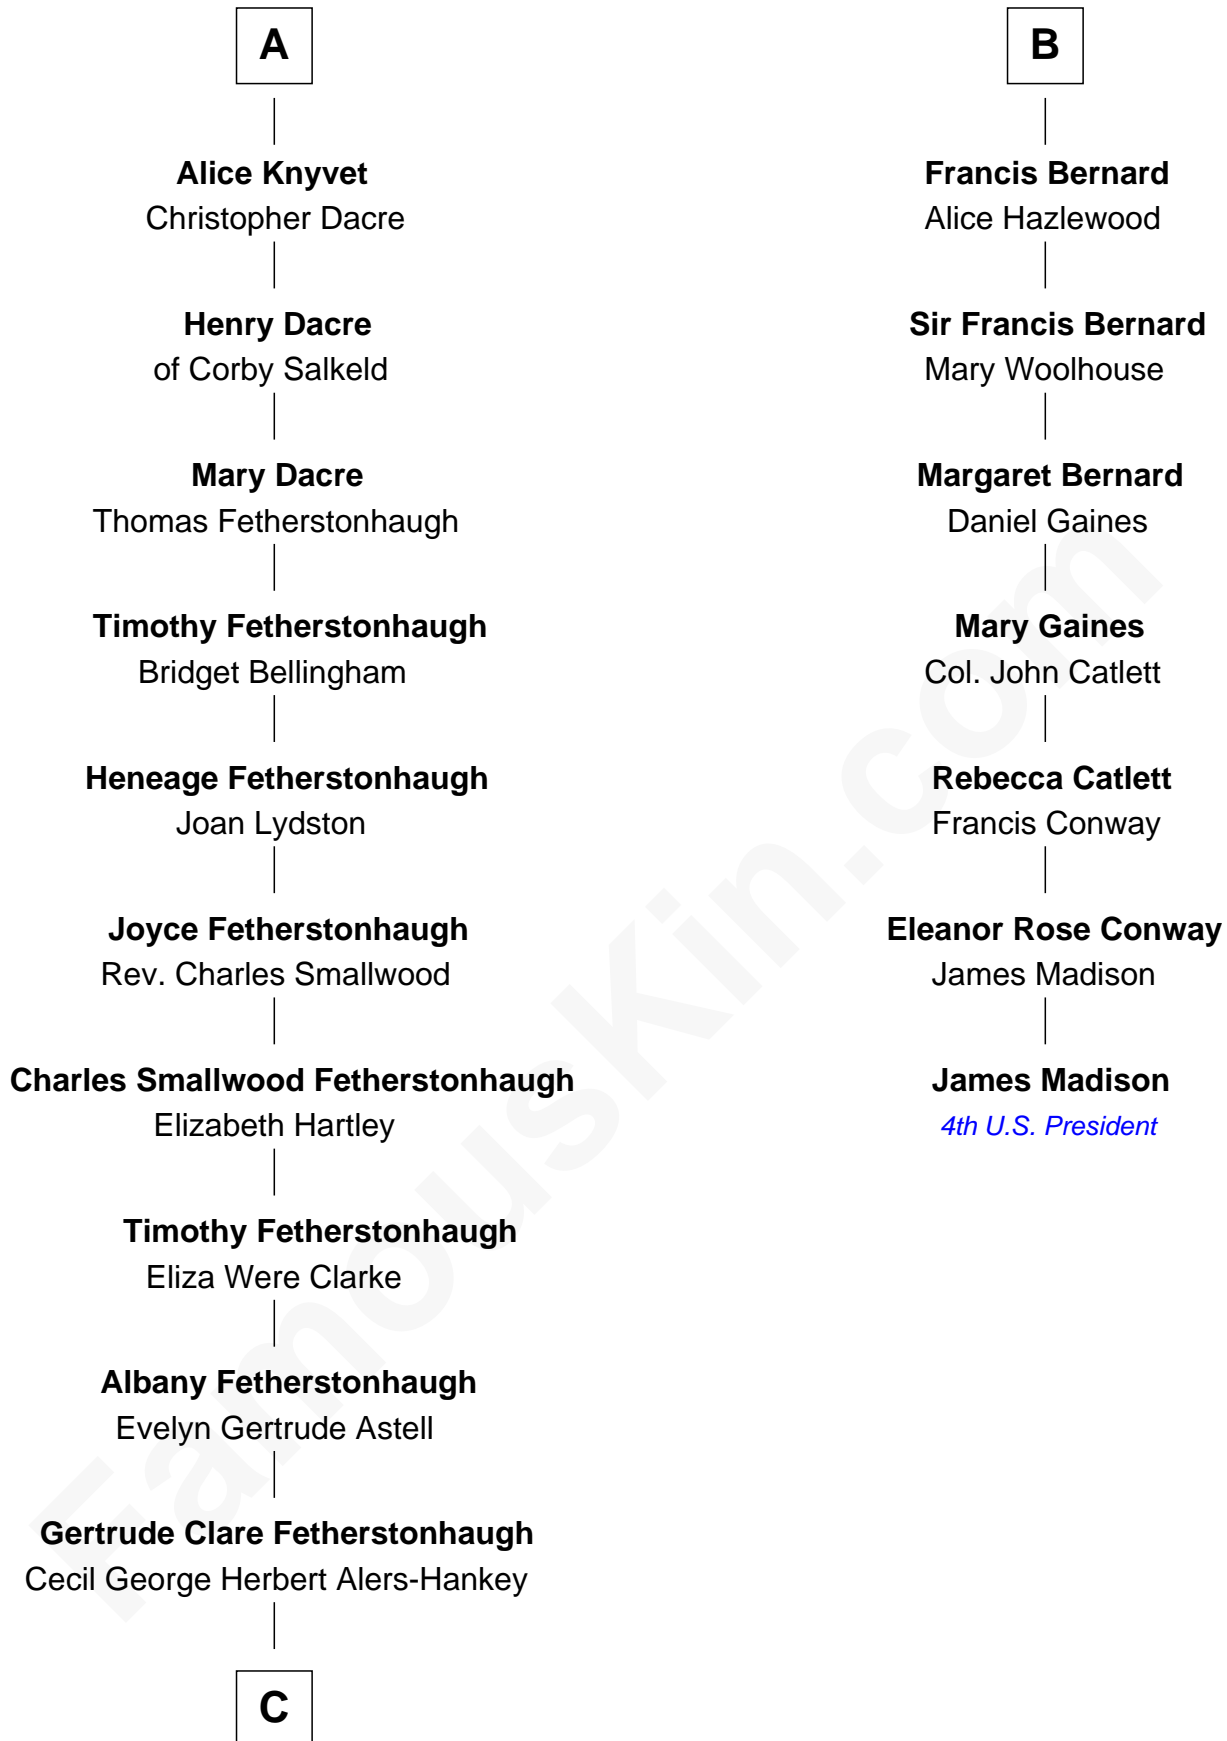 A
Alice Knyvet
Christopher Dacre
Henry Dacre
of Corby Salkeld
Mary Dacre
Thomas Fetherstonhaugh
Timothy Fetherstonhaugh
Bridget Bellingham
Heneage Fetherstonhaugh
Joan Lydston
Joyce Fetherstonhaugh
Rev. Charles Smallwood
Charles Smallwood Fetherstonhaugh
Elizabeth Hartley
Timothy Fetherstonhaugh
Eliza Were Clarke
Albany Fetherstonhaugh
Evelyn Gertrude Astell
Gertrude Clare Fetherstonhaugh
Cecil George Herbert Alers-Hankey
C
B
Francis Bernard
Alice Hazlewood
Sir Francis Bernard
Mary Woolhouse
Margaret Bernard
Daniel Gaines
Mary Gaines
Col. John Catlett
Rebecca Catlett
Francis Conway
Eleanor Rose Conway
James Madison
James Madison
4th U.S. President
FamousKin.com